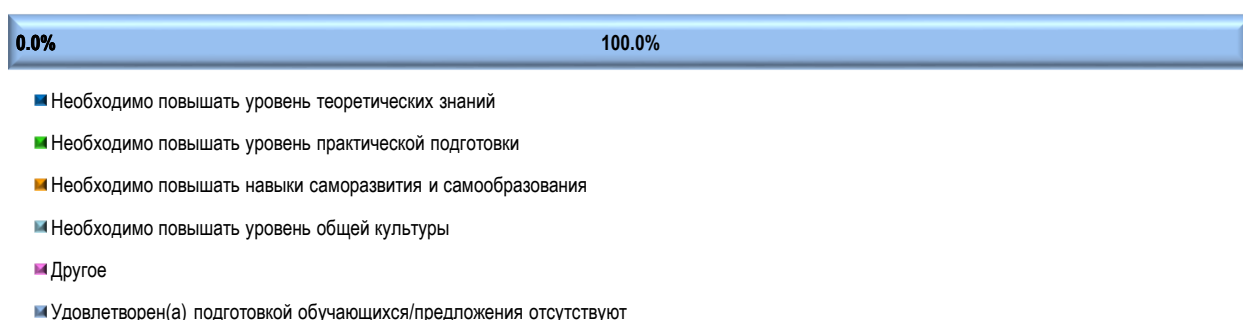 0.0% 100.0%
Необходимо повышать уровень теоретических знаний
Необходимо повышать уровень практической подготовки
Необходимо повышать навыки саморазвития и самообразования
Необходимо повышать уровень общей культуры
Другое
Удовлетворен(а) подготовкой обучающихся/предложения отсутствуют